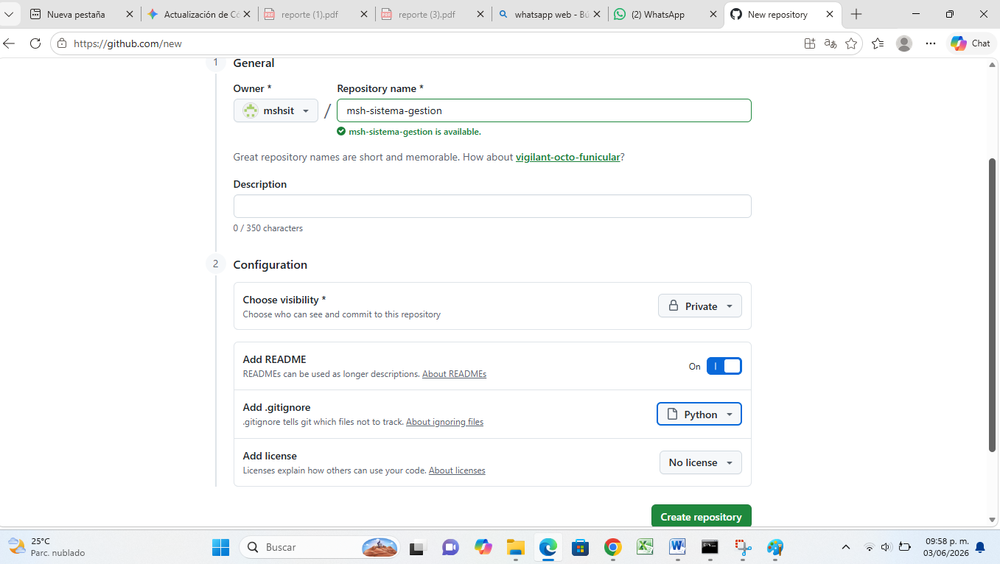 Nueva pestaña
Actualización de Có
reporte (1).pdf
reporte (3).pdf
whatsapp web - Bú
(2) WhatsApp
New repository
https://github.com/new
Chat
1 General
Owner *
Repository name *
mshsit / msh-sistema-gestion
msh-sistema-gestion is available.
Great repository names are short and memorable. How about vigilant-octo-funicular?
Description
0 / 350 characters
2 Configuration
Choose visibility *
Choose who can see and commit to this repository
Private
Add README
READMEs can be used as longer descriptions. About READMEs
On
Add .gitignore
.gitignore tells git which files not to track. About ignoring files
Python
Add license
Licenses explain how others can use your code. About licenses
No license
Create repository
25°C
Parc. nublado
Buscar
09:58 p. m.
03/06/2026